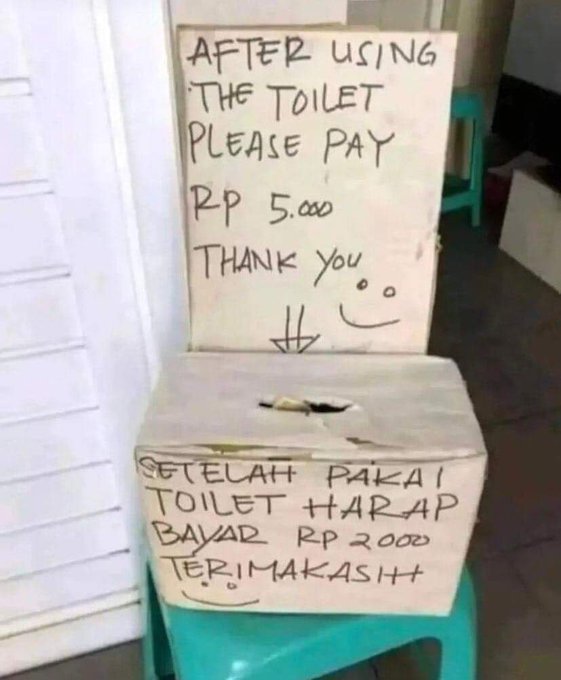 AFTER USING
THE TOILET
PLEASE PAY
RP 5.000
THANK YOU
SETELAH PAKAI
TOILET HARAP
BAYAR RP 2000
TERIMAKASIH